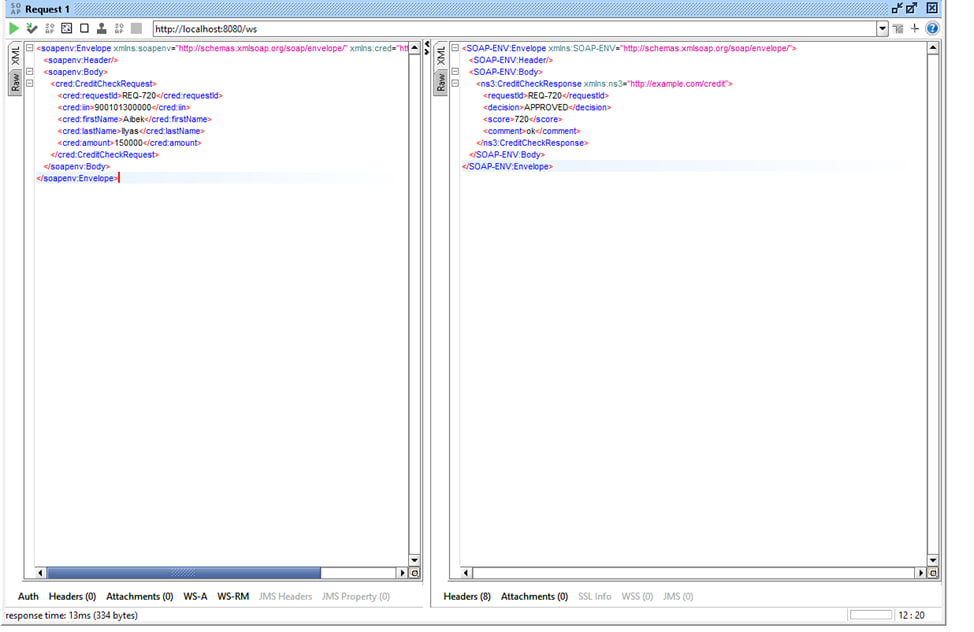 SO AP Request 1
http://localhost:8080/ws
XML
Raw
<soapenv:Envelope xmlns:soapenv="http://schemas.xmlsoap.org/soap/envelope/" xmlns:cred="ht
<soapenv:Header/>
<soapenv:Body>
<cred:CreditCheckRequest>
<cred:requestId>REQ-720</cred:requestId>
<cred:iin>900101300000</cred:iin>
<cred:firstName>Aibek</cred:firstName>
<cred:lastName>Ilyas</cred:lastName>
<cred:amount>150000</cred:amount>
</cred:CreditCheckRequest>
</soapenv:Body>
</soapenv:Envelope>
XML
Raw
<SOAP-ENV:Envelope xmlns:SOAP-ENV="http://schemas.xmlsoap.org/soap/envelope/">
<SOAP-ENV:Header/>
<SOAP-ENV:Body>
<ns3:CreditCheckResponse xmlns:ns3="http://example.com/credit">
<requestId>REQ-720</requestId>
<decision>APPROVED</decision>
<score>720</score>
<comment>ok</comment>
</ns3:CreditCheckResponse>
</SOAP-ENV:Body>
</SOAP-ENV:Envelope>
Auth Headers (0) Attachments (0) WS-A WS-RM JMS Headers JMS Property (0)
Headers (8) Attachments (0) SSL Info WSS (0) JMS (0)
response time: 13ms (334 bytes)
12 : 20